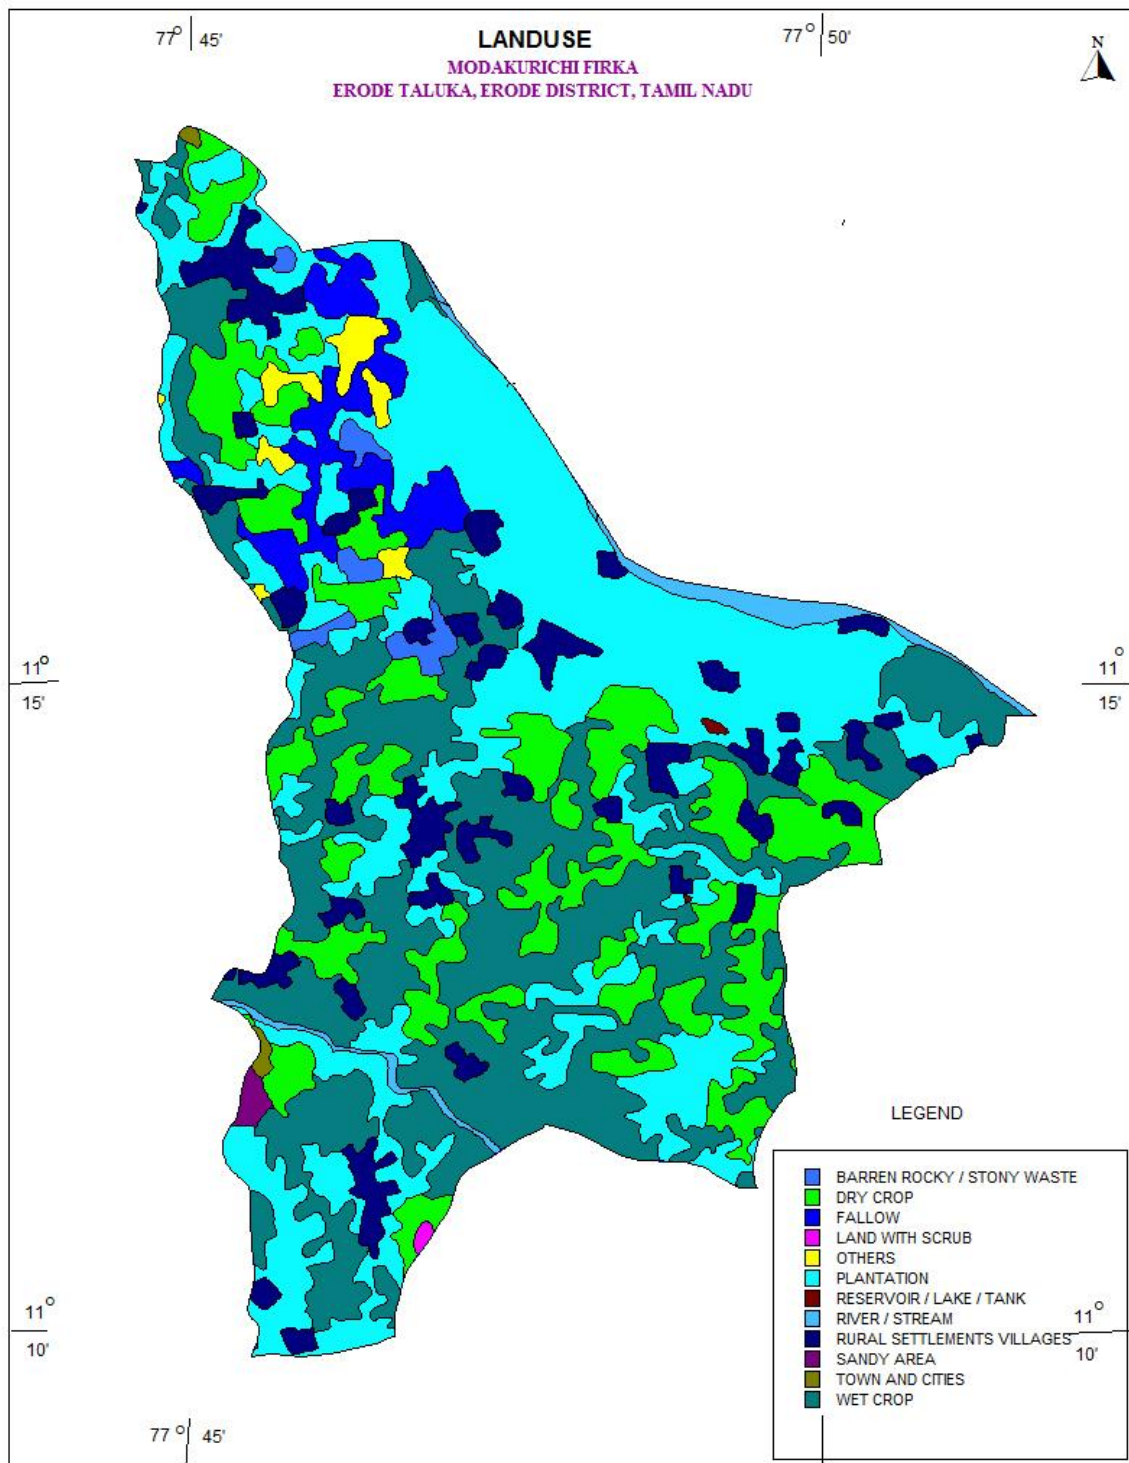 77° 45'
LANDUSE
77° 50'
N
MODAKURICHI FIRKA
ERODE TALUKA, ERODE DISTRICT, TAMIL NADU
11°
15'
11°
15'
LEGEND
BARREN ROCKY / STONY WASTE
DRY CROP
FALLOW
LAND WITH SCRUB
OTHERS
PLANTATION
RESERVOIR / LAKE / TANK
RIVER / STREAM
RURAL SETTLEMENTS VILLAGES
SANDY AREA
TOWN AND CITIES
WET CROP
11°
10'
11°
10'
77° 45'